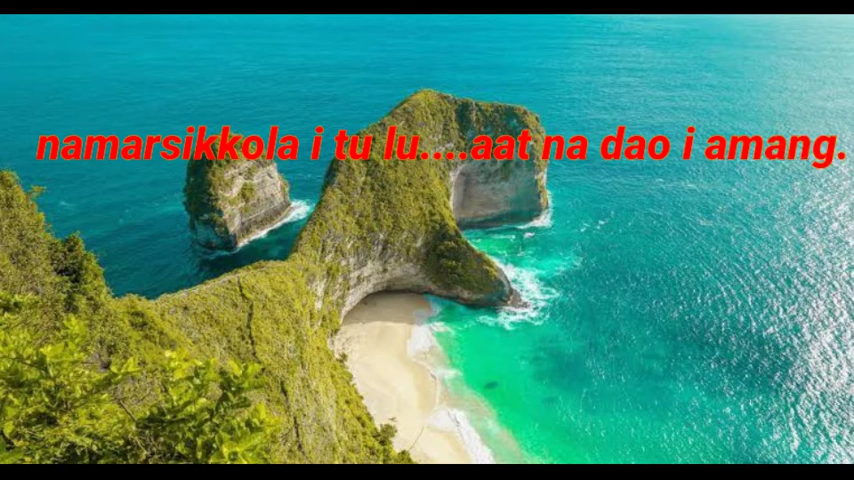 namarsikkola i tu lu....aat na dao i amang.